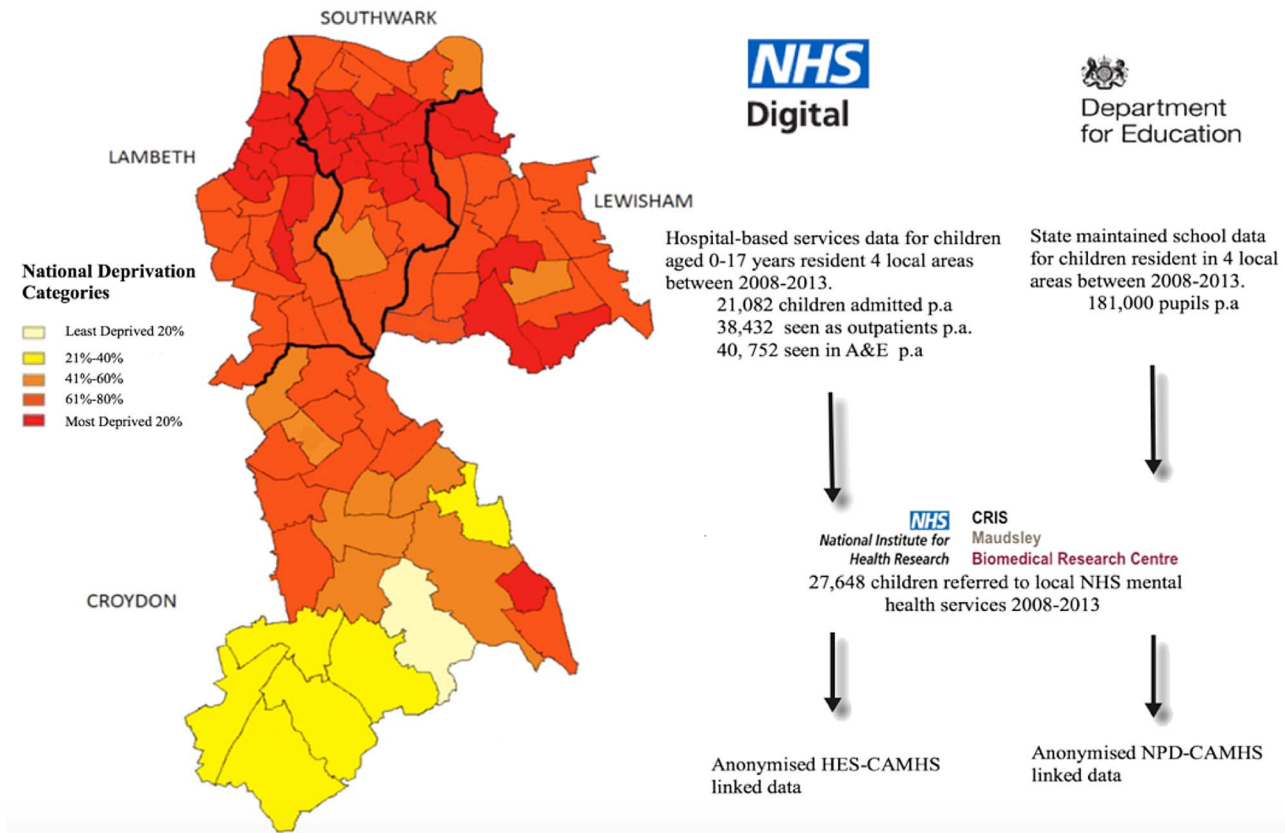 SOUTHWARK
LAMBETH
LEWISHAM
CROYDON
National Deprivation
Categories
Least Deprived 20%
21%-40%
41%-60%
61%-80%
Most Deprived 20%
NHS
Digital
Department
for Education
Hospital-based services data for children
aged 0-17 years resident 4 local areas
between 2008-2013.
21,082 children admitted p.a
38,432 seen as outpatients p.a.
40, 752 seen in A&E p.a
State maintained school data
for children resident in 4 local
areas between 2008-2013.
181,000 pupils p.a
NHS
National Institute for
Health Research
CRIS
Maudsley
Biomedical Research Centre
27,648 children referred to local NHS mental
health services 2008-2013
Anonymised HES-CAMHS
linked data
Anonymised NPD-CAMHS
linked data